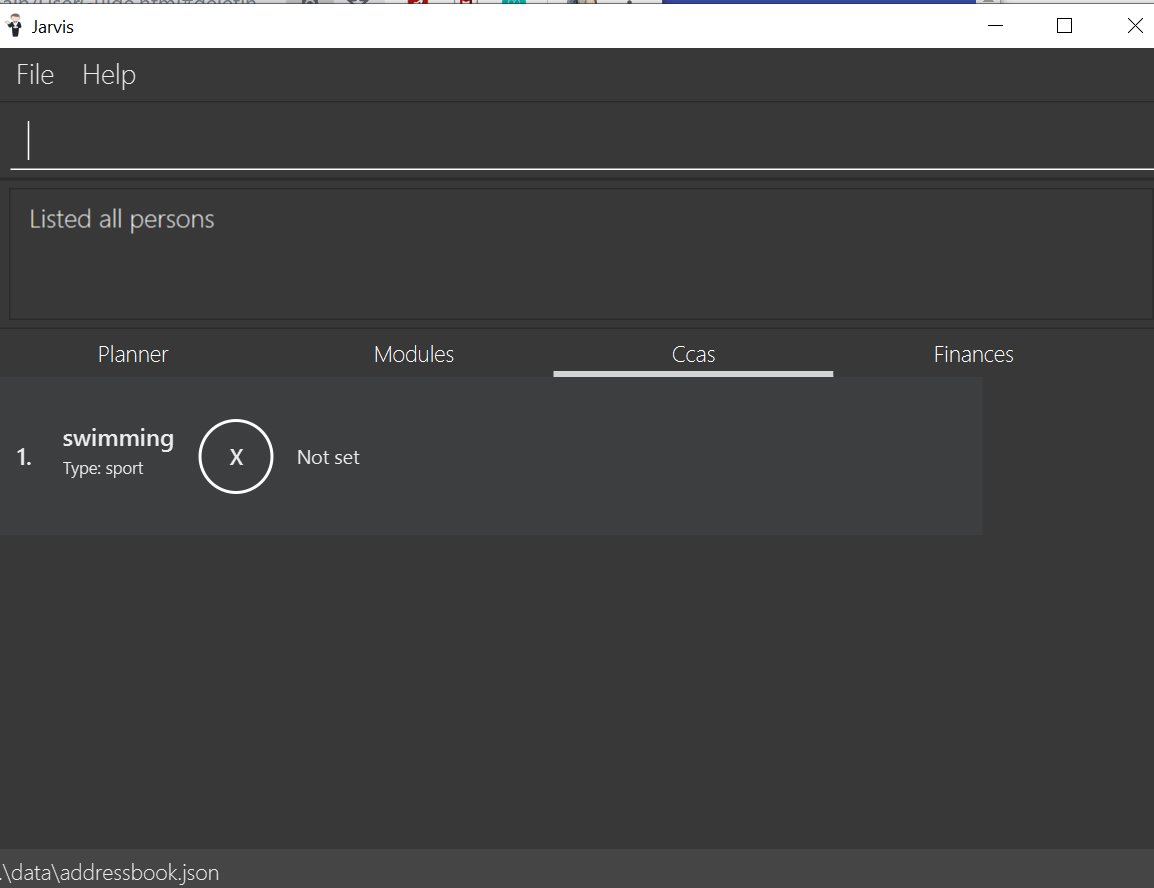 Jarvis
File Help
Listed all persons
Planner Modules Ccas Finances
1. swimming X Not set
Type: sport
.\data\addressbook.json